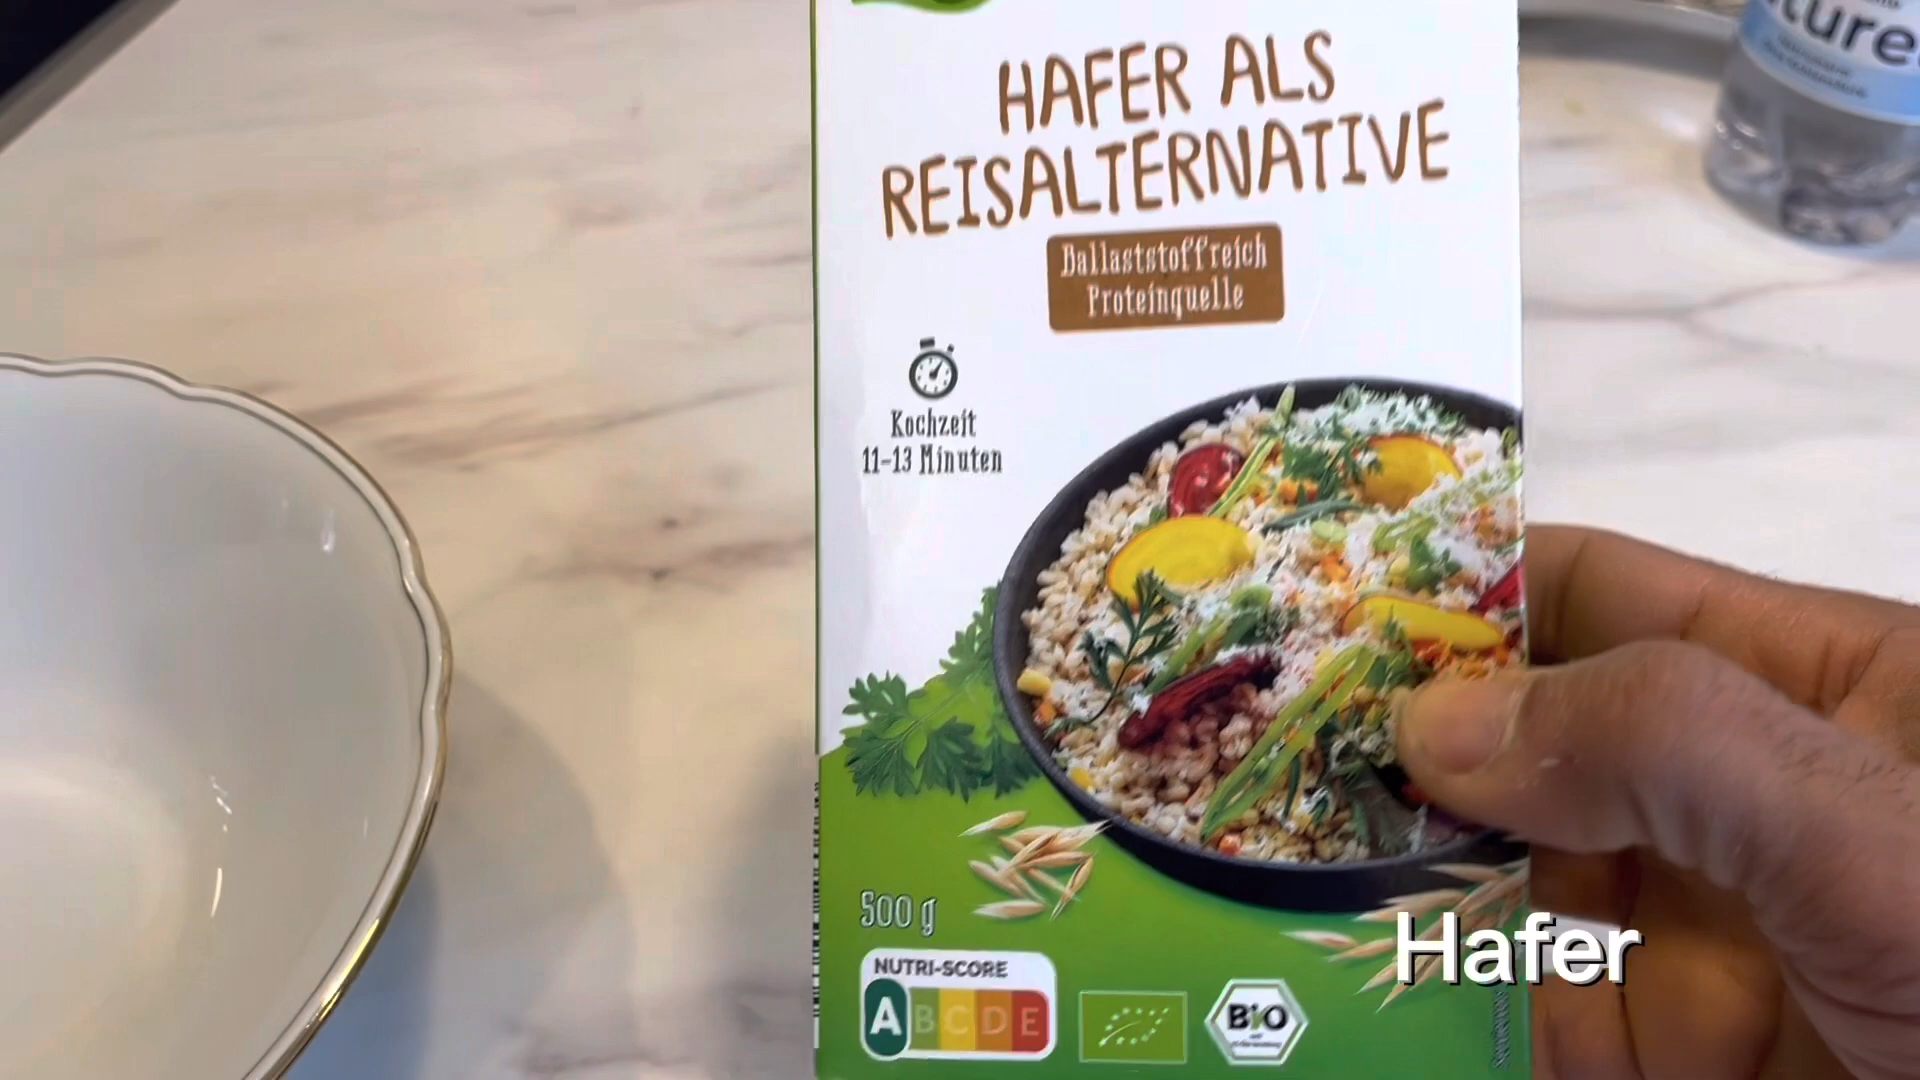 HAFER ALS
REISALTERNATIVE
Ballaststoffreich
Proteinquelle
Kochzeit
11-13 Minuten
500 g
NUTRI-SCORE
A B C D E
BIO
Hafer